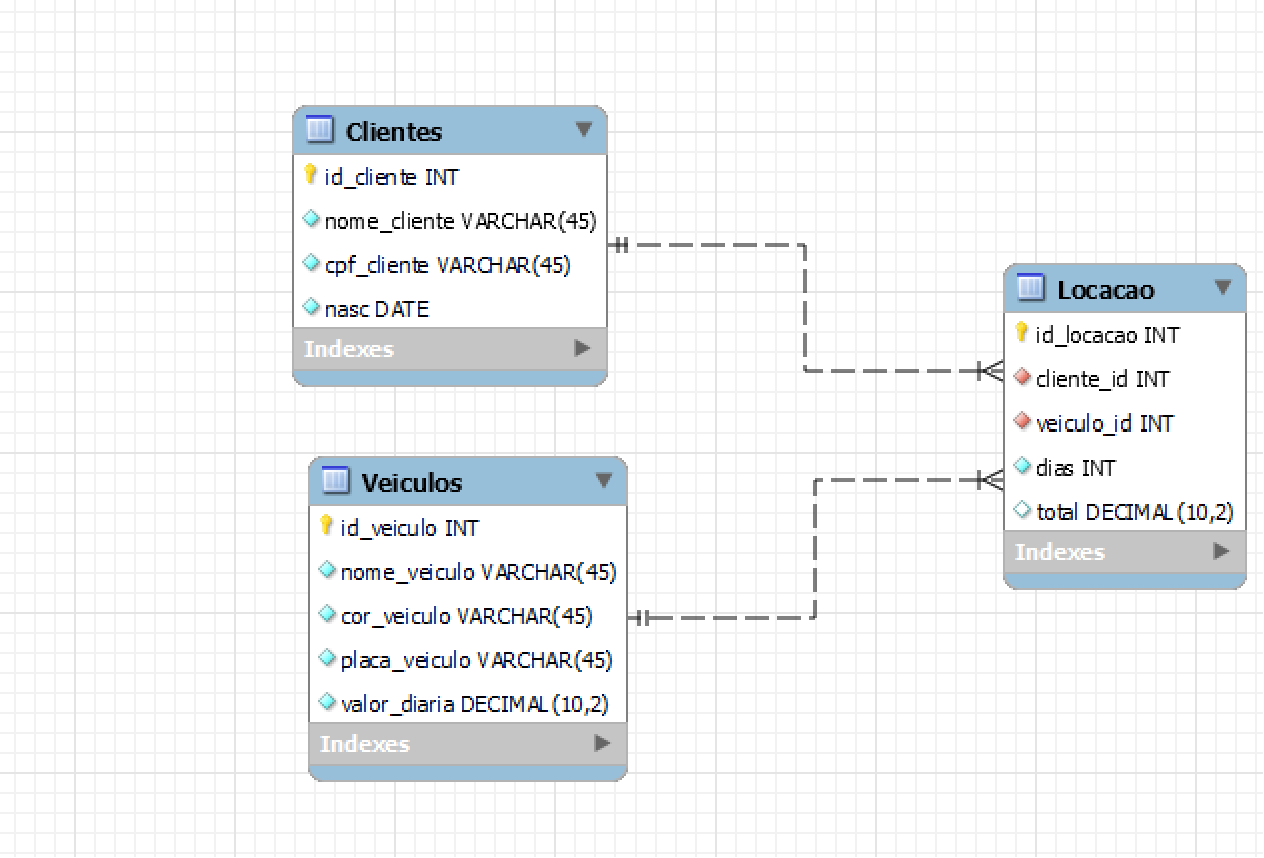 Clientes
id_cliente INT
nome_cliente VARCHAR(45)
cpf_cliente VARCHAR(45)
nasc DATE
Indexes
Veiculos
id_veiculo INT
nome_veiculo VARCHAR(45)
cor_veiculo VARCHAR(45)
placa_veiculo VARCHAR(45)
valor_diaria DECIMAL(10,2)
Indexes
Locacao
id_locacao INT
cliente_id INT
veiculo_id INT
dias INT
total DECIMAL(10,2)
Indexes